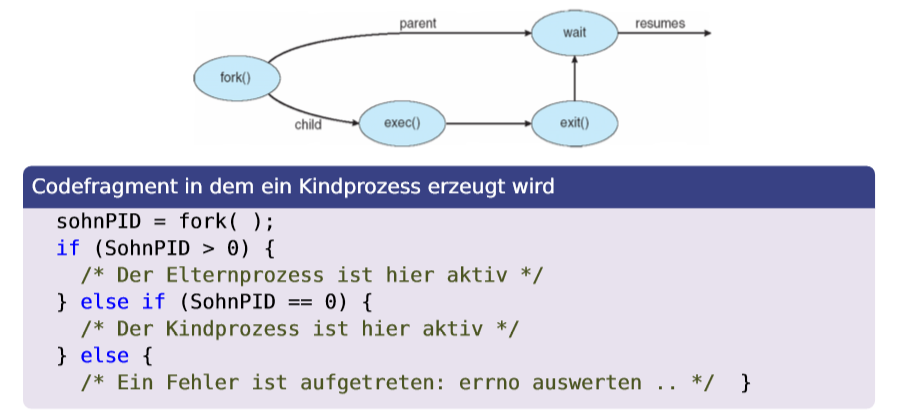 parent
wait
resumes
fork()
child
exec()
exit()
Codefragment in dem ein Kindprozess erzeugt wird
sohnPID = fork( );
if (SohnPID > 0) {
/* Der Elternprozess ist hier aktiv */
} else if (SohnPID == 0) {
/* Der Kindprozess ist hier aktiv */
} else {
/* Ein Fehler ist aufgetreten: errno auswerten .. */ }